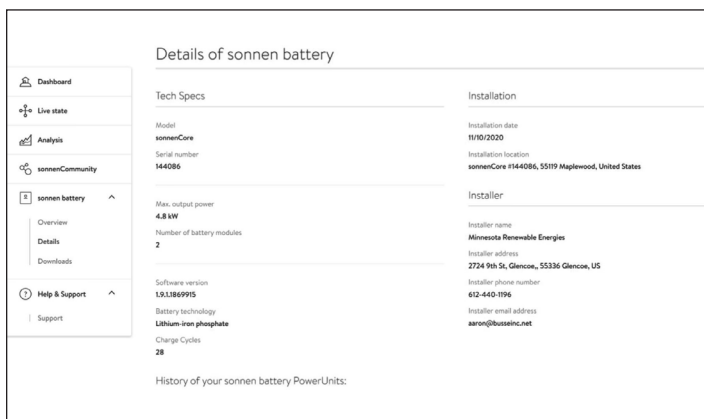 Details of sonnen battery
Dashboard
Live state
Analysis
sonnenCommunity
sonnen battery
Overview
Details
Downloads
Help & Support
Support
Tech Specs
Model
sonnenCore
Serial number
144086
Max. output power
4.8 kW
Number of battery modules
2
Software version
1.9.1.1869915
Battery technology
Lithium-iron phosphate
Charge Cycles
28
History of your sonnen battery PowerUnits:
Installation
Installation date
11/10/2020
Installation location
sonnenCore #144086, 55119 Maplewood, United States
Installer
Installer name
Minnesota Renewable Energies
Installer address
2724 9th St, Glencoe,, 55336 Glencoe, US
Installer phone number
612-440-1196
Installer email address
aaron@busseinc.net